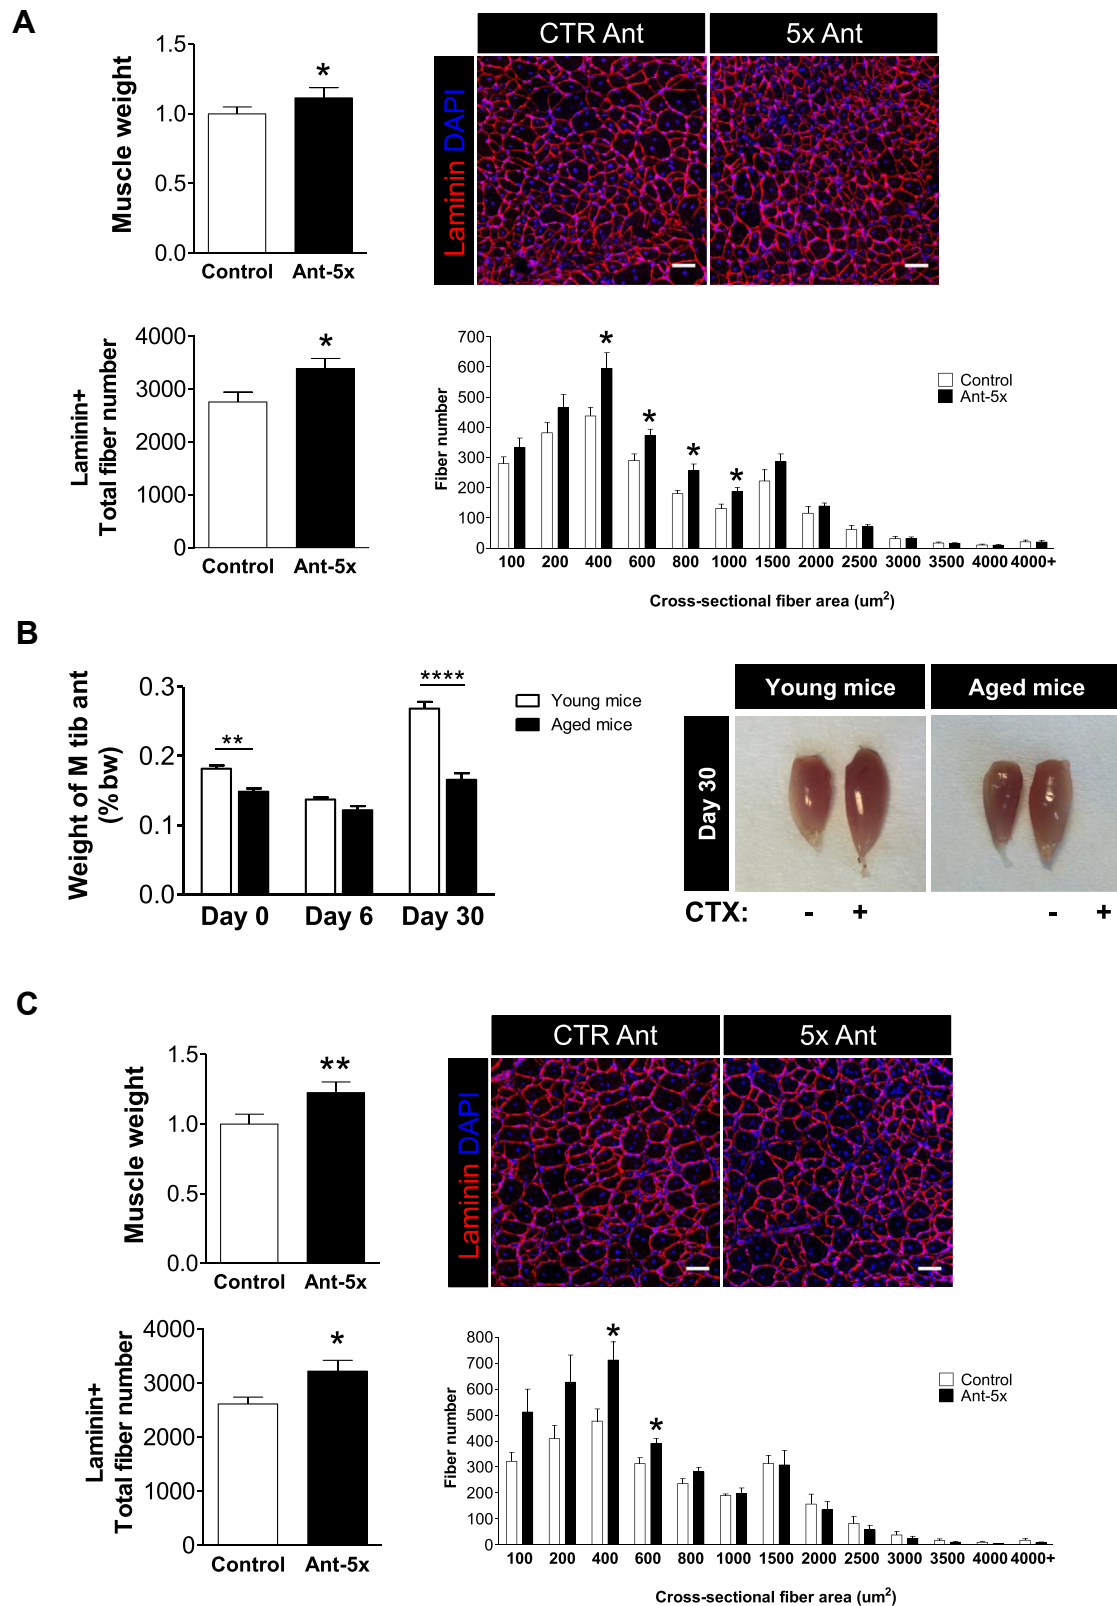 A
Muscle weight
1.5
1.0
0.5
0.0
*
Control
Ant-5x
CTR Ant
5x Ant
Laminin DAPI
Laminin+
Total fiber number
4000
3000
2000
1000
0
*
Control
Ant-5x
Fiber number
700
600
500
400
300
200
100
0
*
*
*
*
Control
Ant-5x
100 200 400 600 800 1000 1500 2000 2500 3000 3500 4000 4000+
Cross-sectional fiber area (um²)
B
Weight of M tib ant
(%bw)
0.3
0.2
0.1
0.0
**
****
Day 0
Day 6
Day 30
Young mice
Aged mice
Young mice
Aged mice
Day 30
CTX: - + - +
C
Muscle weight
1.5
1.0
0.5
0.0
**
Control
Ant-5x
CTR Ant
5x Ant
Laminin DAPI
Laminin+
Total fiber number
4000
3000
2000
1000
0
*
Control
Ant-5x
Fiber number
800
700
600
500
400
300
200
100
0
*
*
Control
Ant-5x
100 200 400 600 800 1000 1500 2000 2500 3000 3500 4000 4000+
Cross-sectional fiber area (um²)